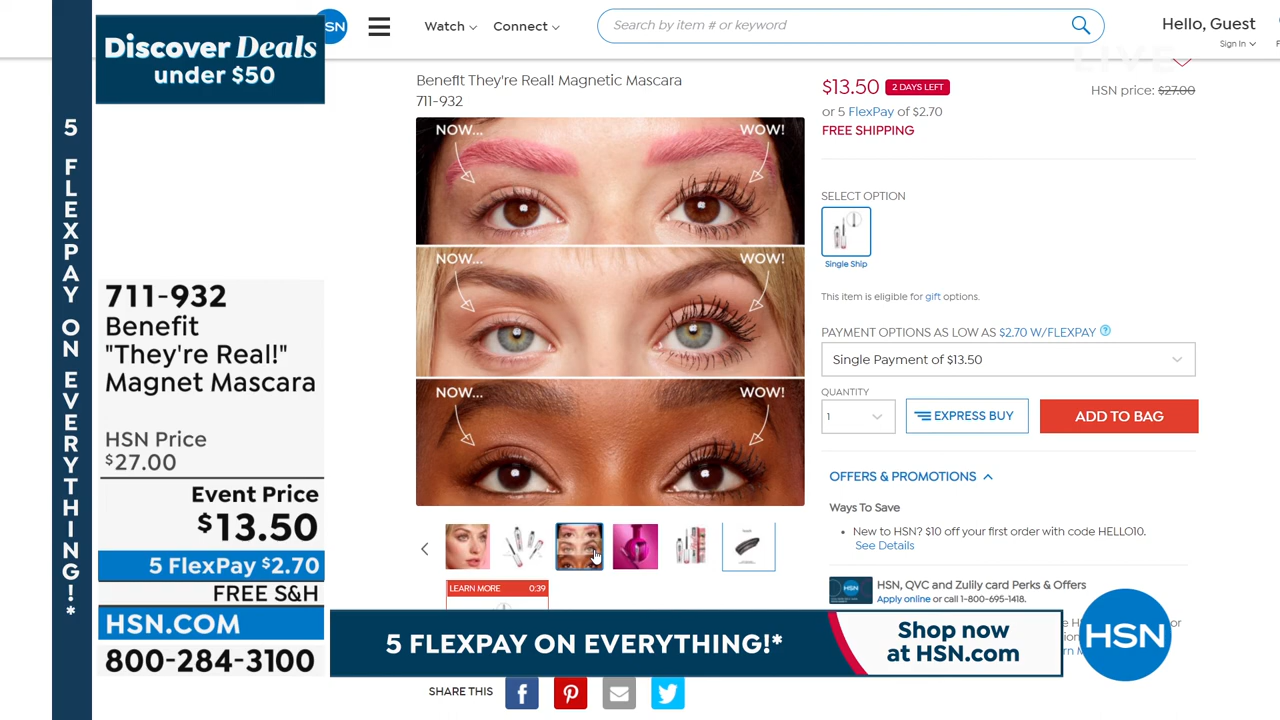 Discover Deals
under $50
5 FLEXPAY ON EVERYTHING!*
711-932
Benefit
"They're Real!"
Magnet Mascara
HSN Price
$27.00
Event Price
$13.50
5 FlexPay $2.70
FREE S&H
HSN.COM
800-284-3100
SN
Watch
Connect
Search by item # or keyword
Hello, Guest
Sign In
LIVE
Benefit They're Real! Magnetic Mascara
711-932
NOW...
WOW!
NOW...
WOW!
NOW...
WOW!
LEARN MORE 0:39
SHARE THIS
$13.50 2 DAYS LEFT
HSN price: $27.00
or 5 FlexPay of $2.70
FREE SHIPPING
SELECT OPTION
Single Ship
This item is eligible for gift options.
PAYMENT OPTIONS AS LOW AS $2.70 W/FLEXPAY ?
Single Payment of $13.50
QUANTITY
1
EXPRESS BUY
ADD TO BAG
OFFERS & PROMOTIONS
Ways To Save
New to HSN? $10 off your first order with code HELLO10.
See Details
HSN, QVC and Zulily card Perks & Offers
Apply online or call 1-800-695-1418.
5 FLEXPAY ON EVERYTHING!*
Shop now
at HSN.com
HSN